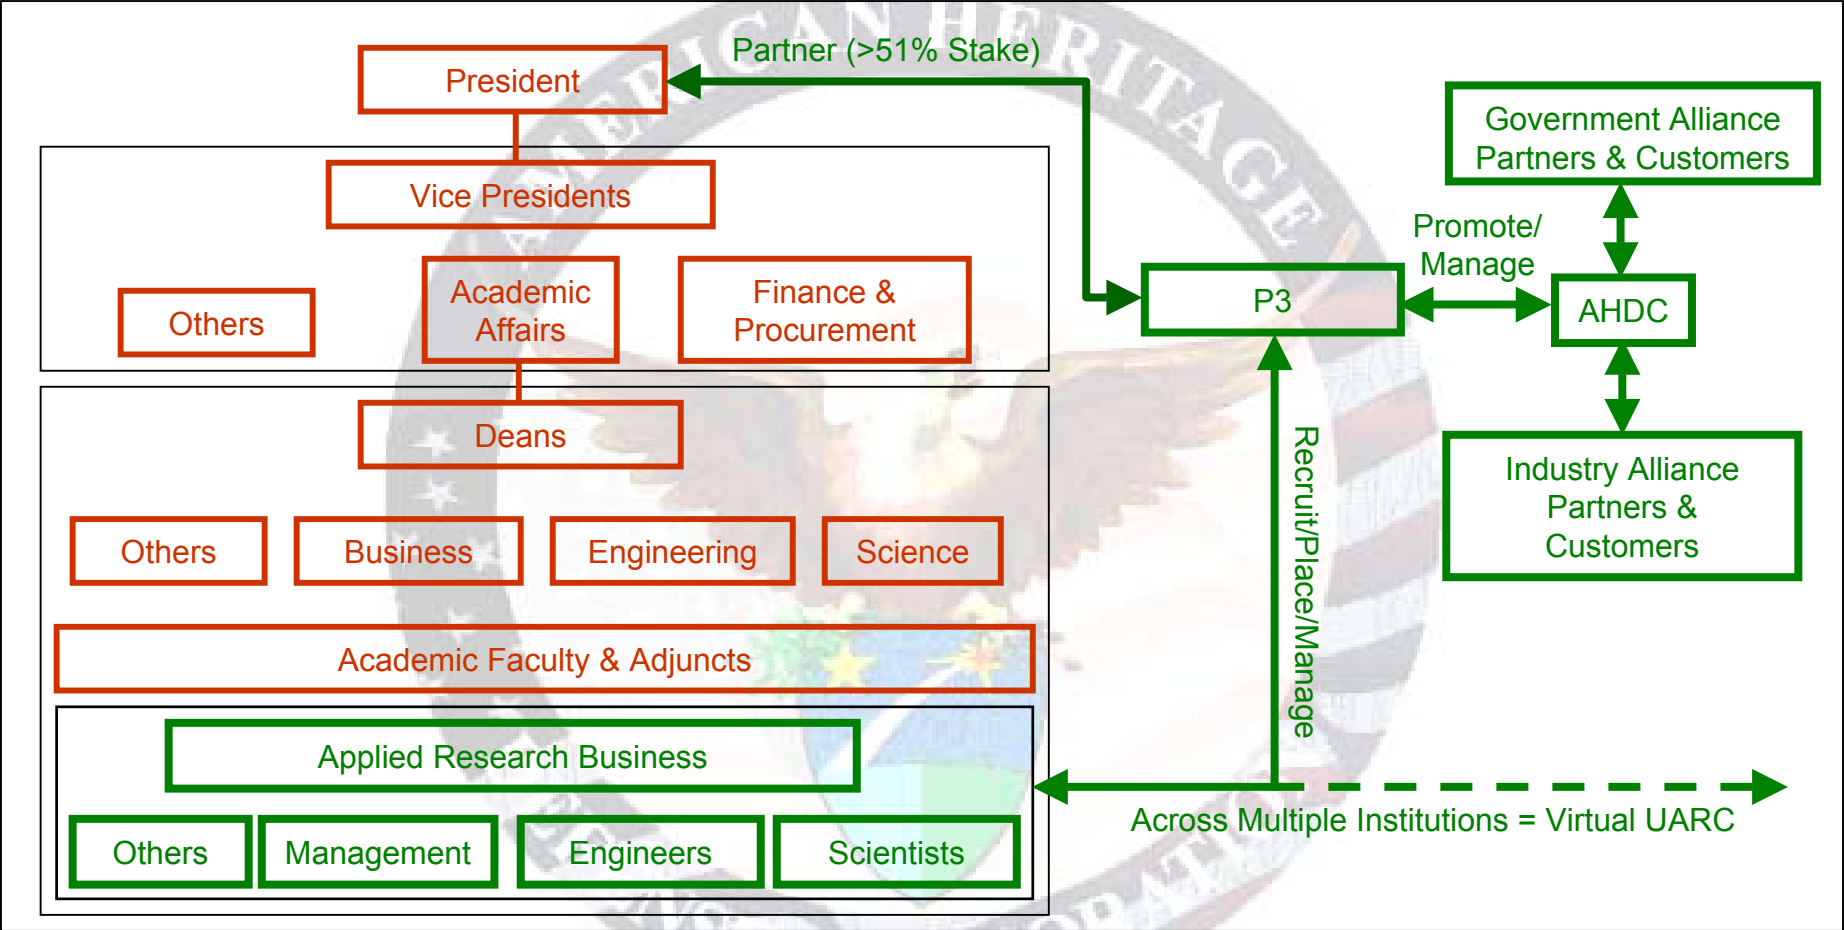 AMERICAN HERITAGE
President
Partner (>51% Stake)
Government Alliance
Partners & Customers
Vice Presidents
Promote/
Manage
Others
Academic
Affairs
Finance &
Procurement
P3
AHDC
Deans
Recruit/Place/Manage
Industry Alliance
Partners &
Customers
Others
Business
Engineering
Science
Academic Faculty & Adjuncts
Applied Research Business
Across Multiple Institutions = Virtual UARC
Others
Management
Engineers
Scientists